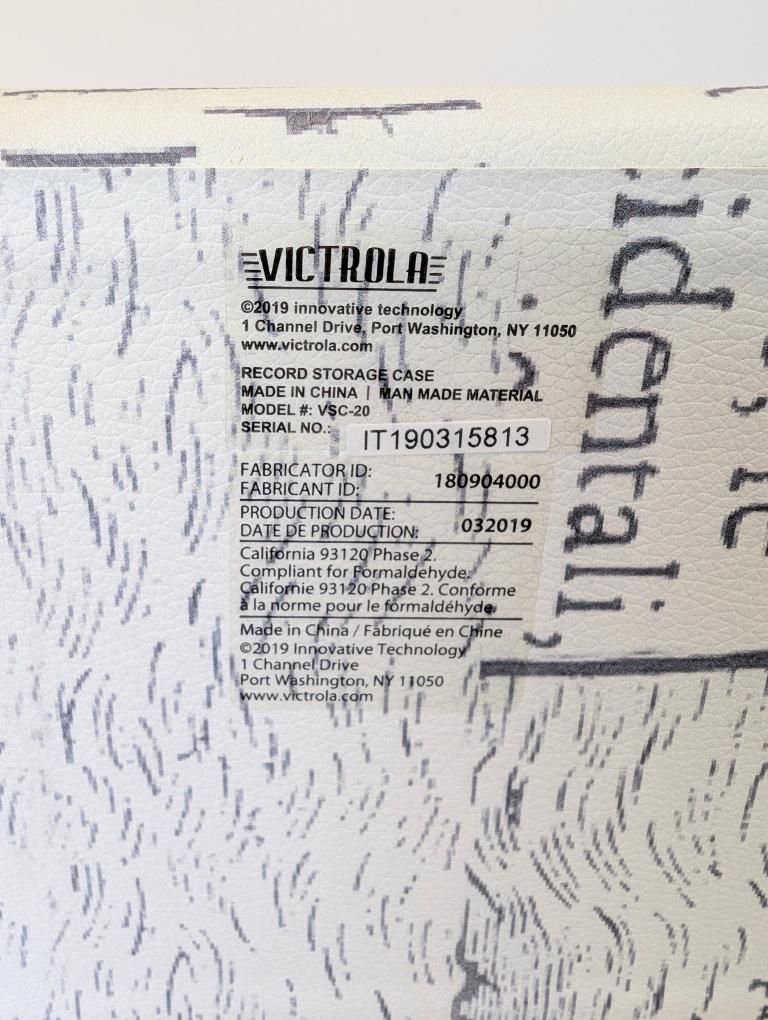 VICTROLA
©2019 innovative technology
1 Channel Drive, Port Washington, NY 11050
www.victrola.com
RECORD STORAGE CASE
MADE IN CHINA | MAN MADE MATERIAL
MODEL #: VSC-20
SERIAL NO.: IT190315813
FABRICATOR ID:
FABRICANT ID: 180904000
PRODUCTION DATE:
DATE DE PRODUCTION: 032019
California 93120 Phase 2.
Compliant for Formaldehyde.
Californie 93120 Phase 2. Conforme
à la norme pour le formaldéhyde.
Made in China / Fabriqué en Chine
©2019 Innovative Technology
1 Channel Drive
Port Washington, NY 11050
www.victrola.com